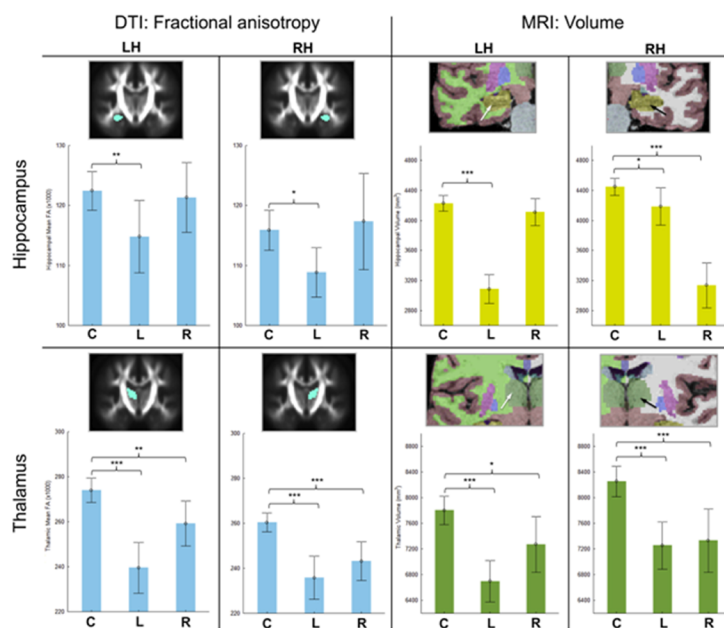 DTI: Fractional anisotropy
MRI: Volume
LH
RH
LH
RH
Hippocampus
130
120
110
100
Hippocampal Mean FA (x1000)
**
C L R
130
120
110
100
*
C L R
4800
4400
4000
3600
3200
2800
Hippocampal Volume (mm³)
***
C L R
4800
4400
4000
3600
3200
2800
***
*
C L R
Thalamus
300
280
260
240
220
Thalamic Mean FA (x1000)
**
***
C L R
300
280
260
240
220
***
***
C L R
8800
8400
8000
7600
7200
6800
6400
Thalamic Volume (mm³)
*
***
C L R
8800
8400
8000
7600
7200
6800
6400
***
***
C L R